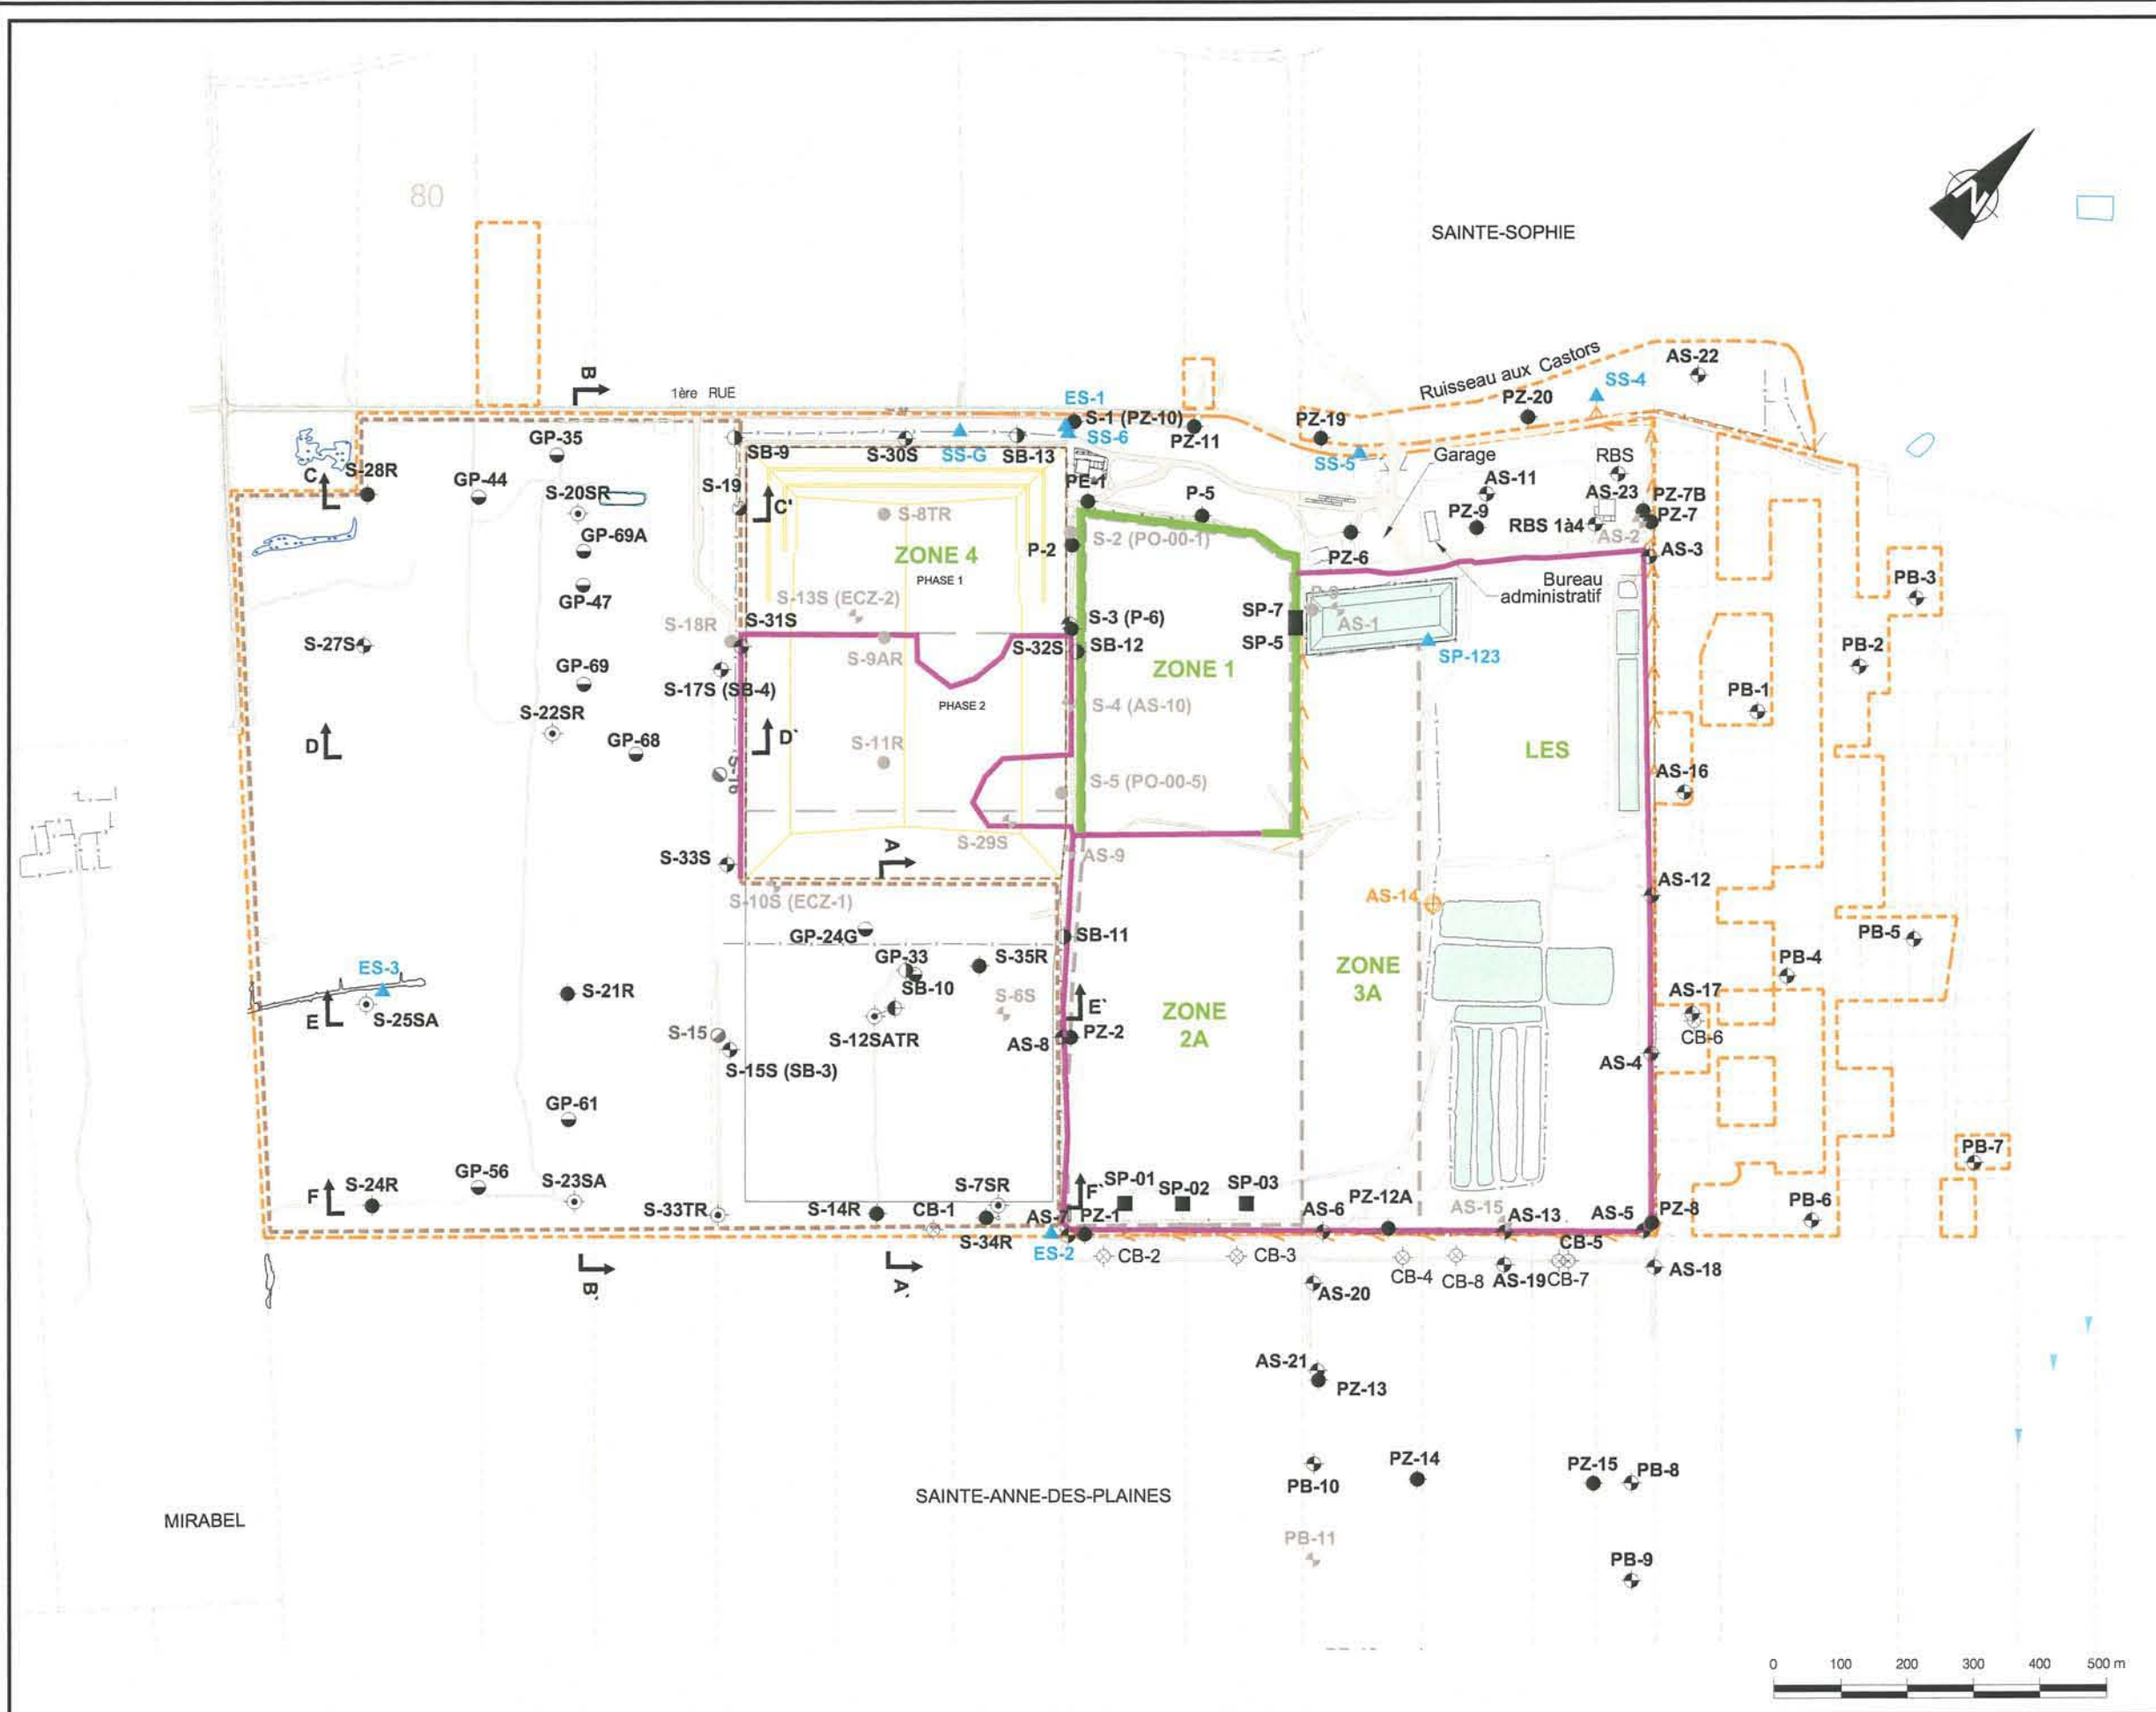 80
SAINTE-SOPHIE
N
AS-22
Ruisseau aux Castors
SS-4
B
1ère RUE
ES-1
S-1 (PZ-10)
PZ-20
PZ-19
GP-35
SB-9
S-30S
SS-G
SB-13
SS-6
PZ-11
SS-5
Garage
RBS
C
S-28R
GP-44
S-20SR
S-19
C'
PE-1
P-5
AS-11
AS-23
PZ-7B
PZ-9
RBS 1à4
PZ-7
S-8TR
S-2 (PO-00-1)
AS-2
GP-69A
ZONE 4
P-2
PZ-6
AS-3
PHASE 1
Bureau
administratif
PB-3
GP-47
S-13S (ECZ-2)
P-3
SP-7
S-18R
S-31S
S-3 (P-6)
AS-1
S-27S
S-32S
SB-12
SP-5
PB-2
S-9AR
SP-123
GP-69
ZONE 1
S-17S (SB-4)
PB-1
PHASE 2
S-4 (AS-10)
S-22SR
D
GP-68
D`
S-11R
LES
S-16
S-5 (PO-00-5)
AS-16
S-29S
A
AS-9
S-33S
AS-12
AS-14
S-10S (ECZ-1)
GP-24G
SB-11
PB-5
GP-33
S-35R
PB-4
ES-3
ZONE
3A
SB-10
S-21R
S-6S
AS-17
E
S-25SA
E`
ZONE
2A
S-15
S-12SATR
AS-8
PZ-2
CB-6
S-15S (SB-3)
AS-4
GP-61
PB-7
GP-56
S-24R
S-23SA
F
S-7SR
F`
SP-01
SP-02
SP-03
PZ-12A
AS-15
PB-6
S-33TR
S-14R
CB-1
AS-7
PZ-1
AS-6
AS-13
AS-5
PZ-8
S-34R
ES-2
CB-2
CB-3
CB-5
B`
A`
CB-4
CB-8
AS-19
CB-7
AS-18
AS-20
AS-21
PZ-13
PZ-14
PZ-15
PB-8
PB-10
SAINTE-ANNE-DES-PLAINES
MIRABEL
PB-11
PB-9
0 100 200 300 400 500 m